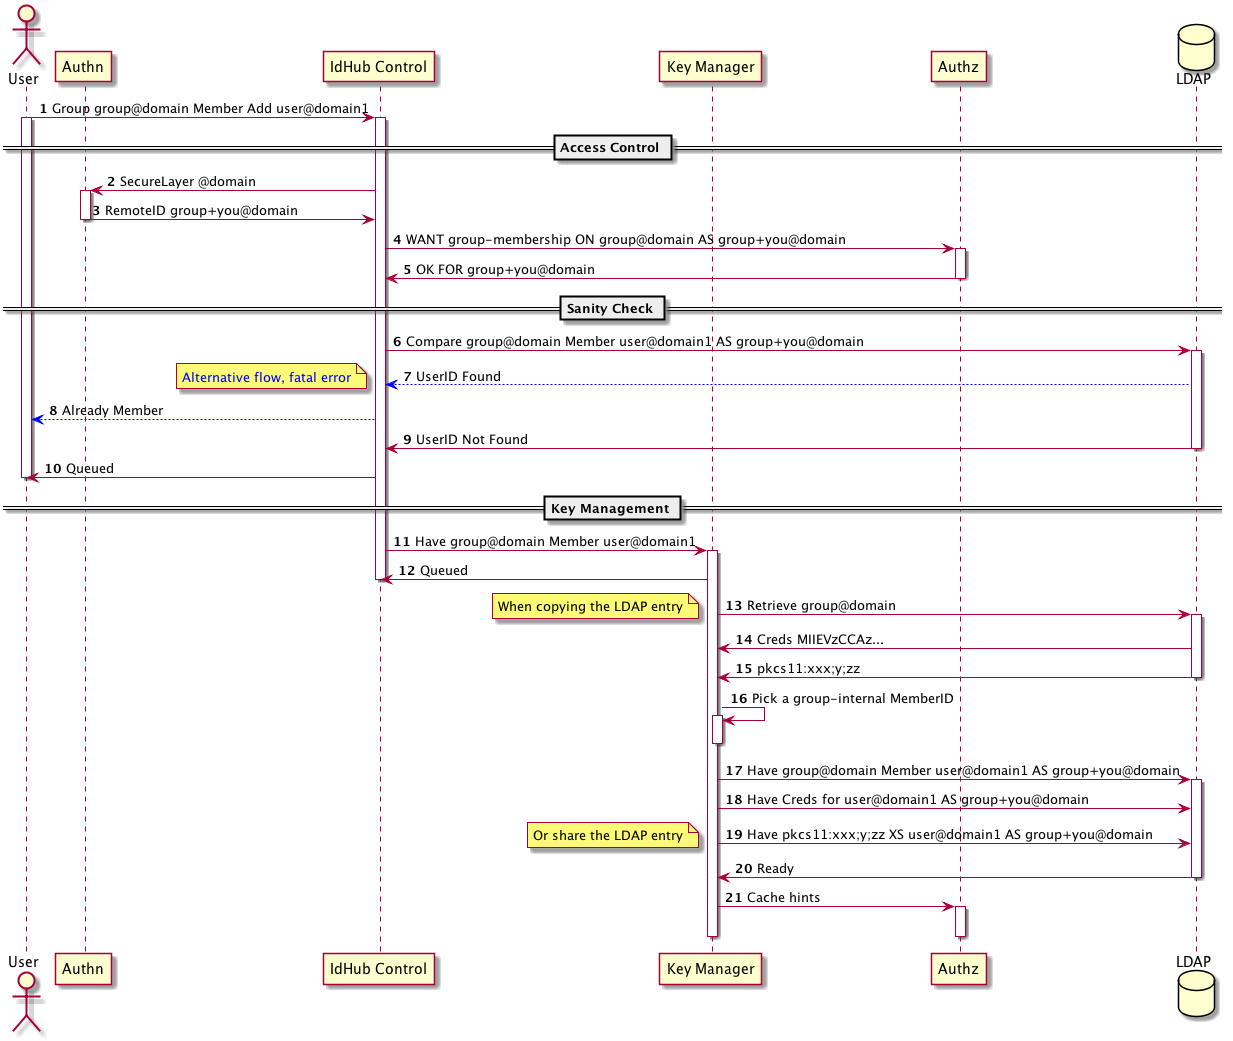 User
Authn
IdHub Control
Key Manager
Authz
LDAP
1 Group group@domain Member Add user@domain1
Access Control
2 SecureLayer @domain
3 RemoteID group+you@domain
4 WANT group-membership ON group@domain AS group+you@domain
5 OK FOR group+you@domain
Sanity Check
6 Compare group@domain Member user@domain1 AS group+you@domain
Alternative flow, fatal error
7 UserID Found
8 Already Member
9 UserID Not Found
10 Queued
Key Management
11 Have group@domain Member user@domain1
12 Queued
When copying the LDAP entry
13 Retrieve group@domain
14 Creds MIIEVzCCAz...
15 pkcs11:xxx;y;zz
16 Pick a group-internal MemberID
17 Have group@domain Member user@domain1 AS group+you@domain
18 Have Creds for user@domain1 AS group+you@domain
Or share the LDAP entry
19 Have pkcs11:xxx;y;zz XS user@domain1 AS group+you@domain
20 Ready
21 Cache hints
User
Authn
IdHub Control
Key Manager
Authz
LDAP